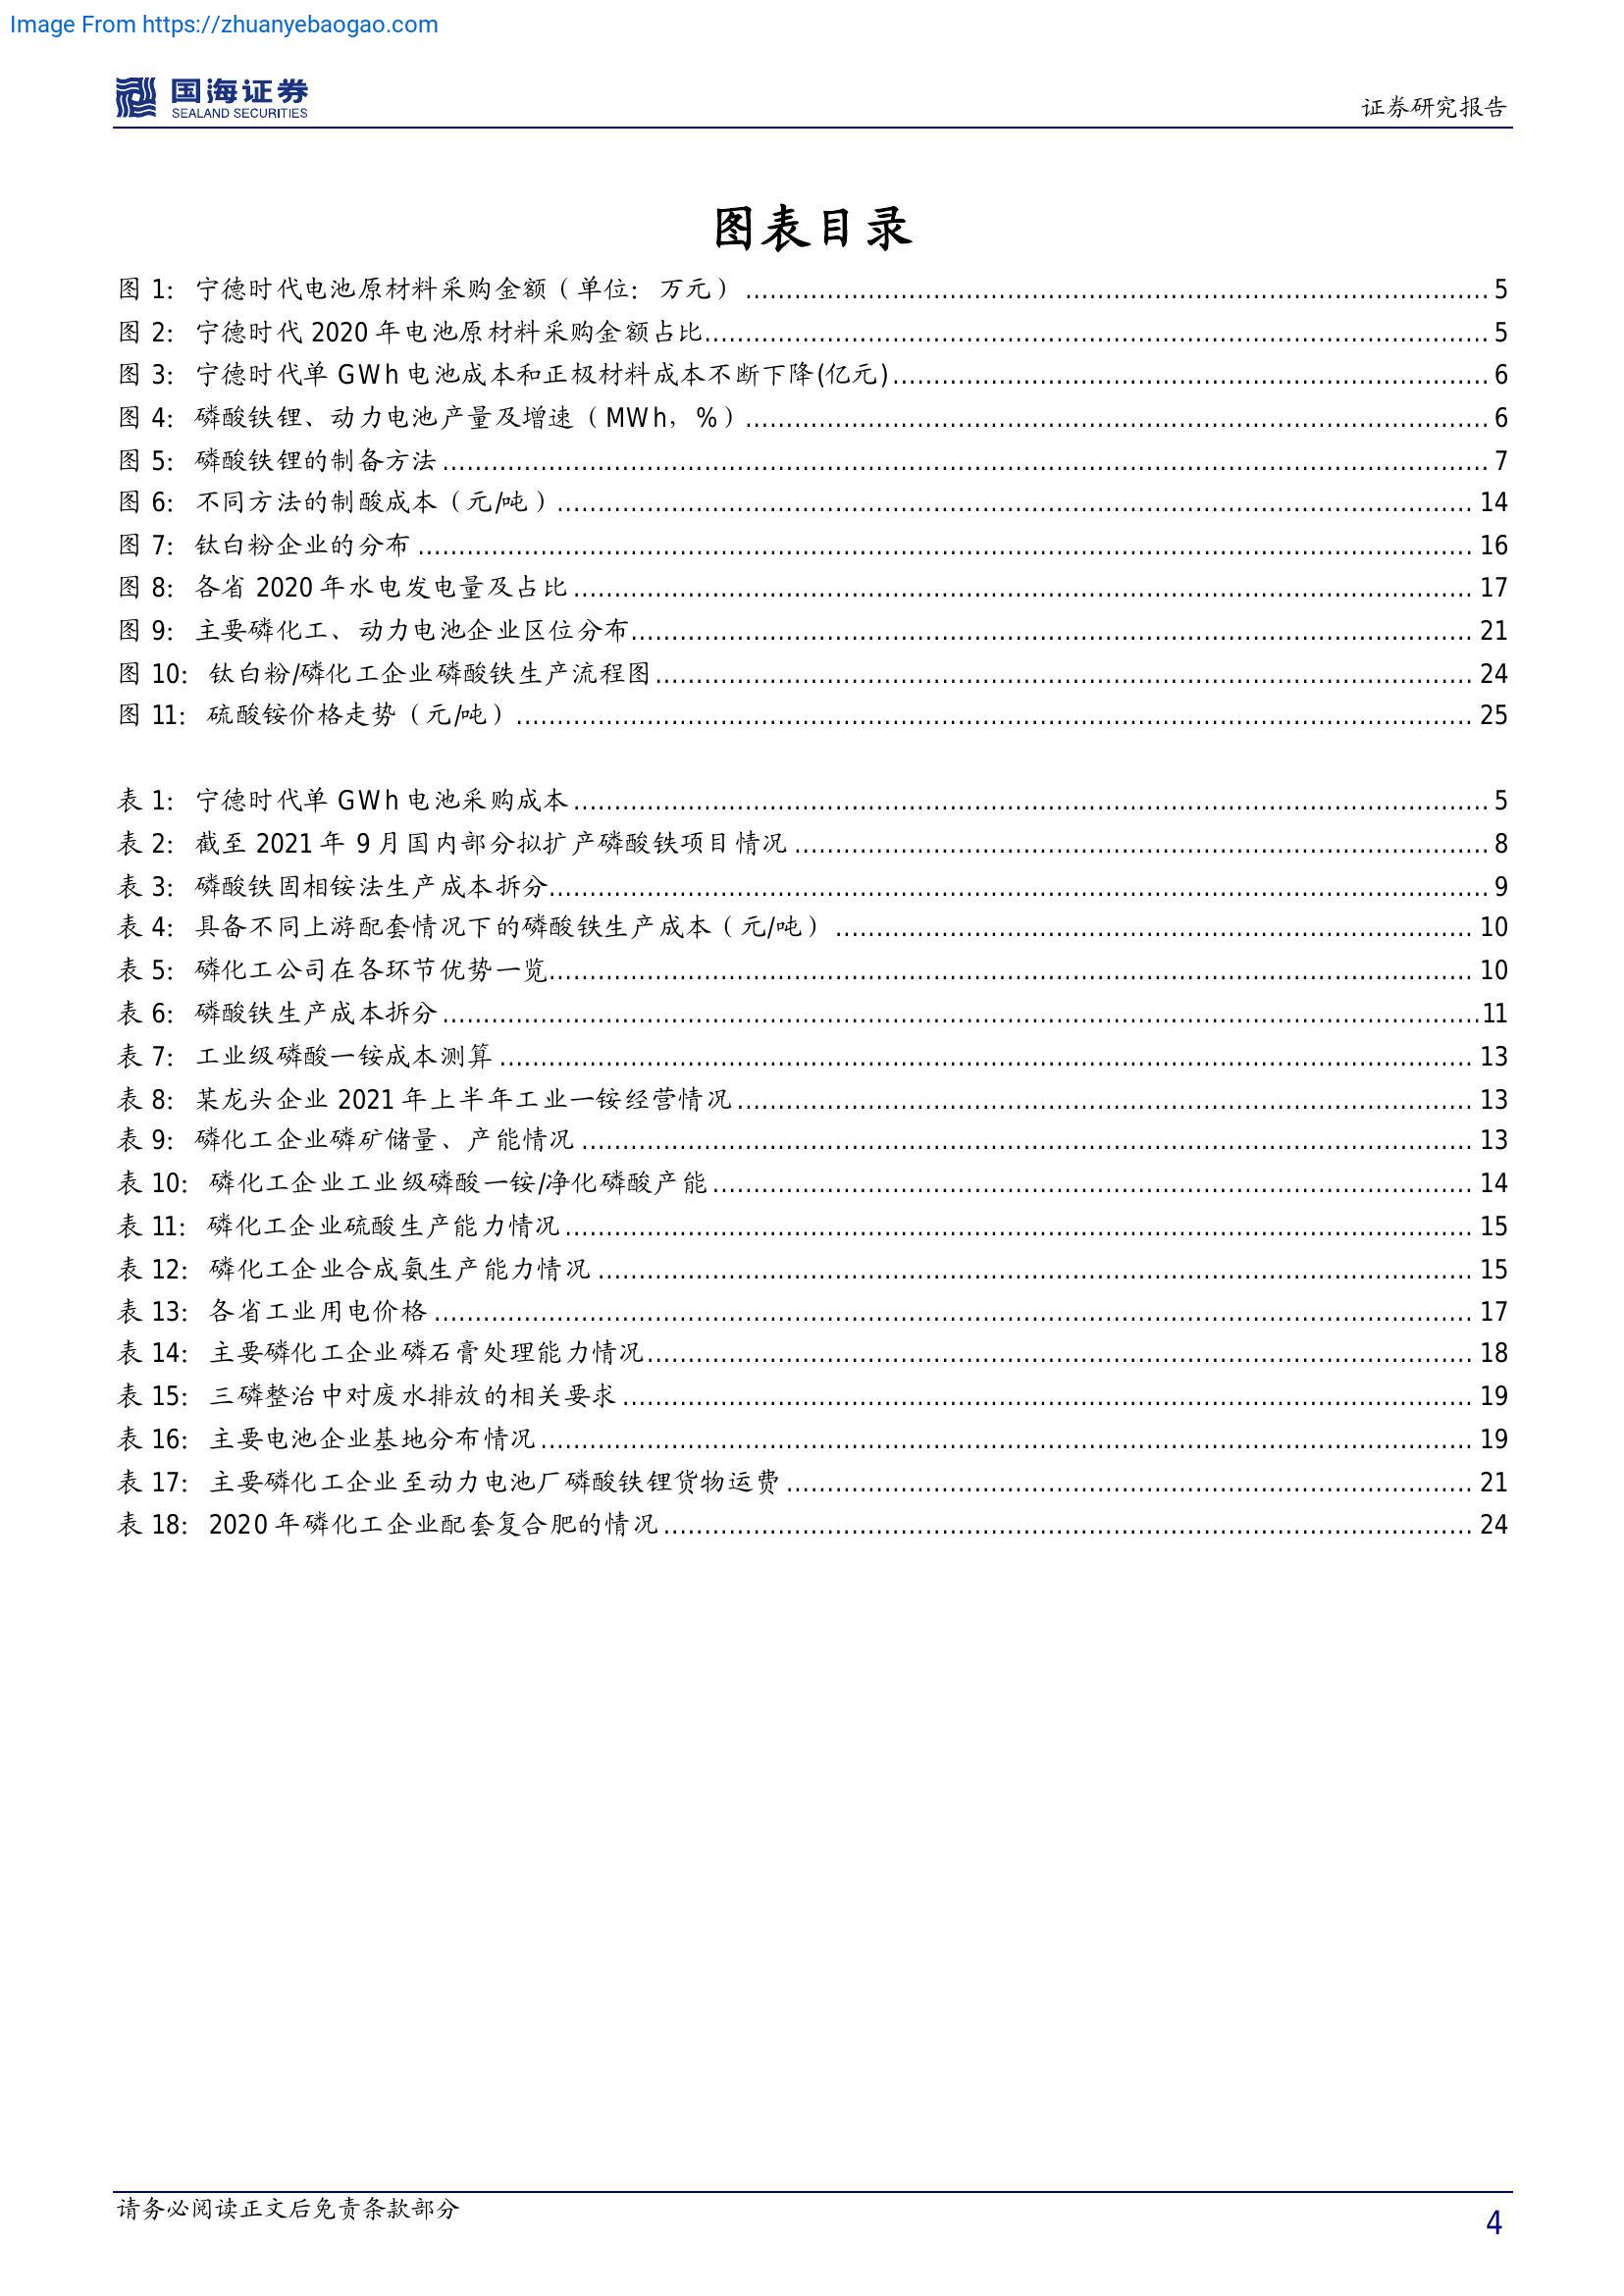 Image From https://zhuanyebaogao.com
国海证券
SEALAND SECURITIES
证券研究报告
图表目录
图 1: 宁德时代电池原材料采购金额（单位：万元） 5
图 2: 宁德时代 2020 年电池原材料采购金额占比 5
图 3: 宁德时代单 GWh 电池成本和正极材料成本不断下降(亿元) 6
图 4: 磷酸铁锂、动力电池产量及增速（MWh，%） 6
图 5: 磷酸铁锂的制备方法 7
图 6: 不同方法的制酸成本（元/吨） 14
图 7: 钛白粉企业的分布 16
图 8: 各省 2020 年水电发电量及占比 17
图 9: 主要磷化工、动力电池企业区位分布 21
图 10: 钛白粉/磷化工企业磷酸铁生产流程图 24
图 11: 硫酸铵价格走势（元/吨） 25
表 1: 宁德时代单 GWh 电池采购成本 5
表 2: 截至 2021 年 9 月国内部分拟扩产磷酸铁项目情况 8
表 3: 磷酸铁固相铵法生产成本拆分 9
表 4: 具备不同上游配套情况下的磷酸铁生产成本（元/吨） 10
表 5: 磷化工公司在各环节优势一览 10
表 6: 磷酸铁生产成本拆分 11
表 7: 工业级磷酸一铵成本测算 13
表 8: 某龙头企业 2021 年上半年工业一铵经营情况 13
表 9: 磷化工企业磷矿储量、产能情况 13
表 10: 磷化工企业工业级磷酸一铵/净化磷酸产能 14
表 11: 磷化工企业硫酸生产能力情况 15
表 12: 磷化工企业合成氨生产能力情况 15
表 13: 各省工业用电价格 17
表 14: 主要磷化工企业磷石膏处理能力情况 18
表 15: 三磷整治中对废水排放的相关要求 19
表 16: 主要电池企业基地分布情况 19
表 17: 主要磷化工企业至动力电池厂磷酸铁锂货物运费 21
表 18: 2020 年磷化工企业配套复合肥的情况 24
请务必阅读正文后免责条款部分
4